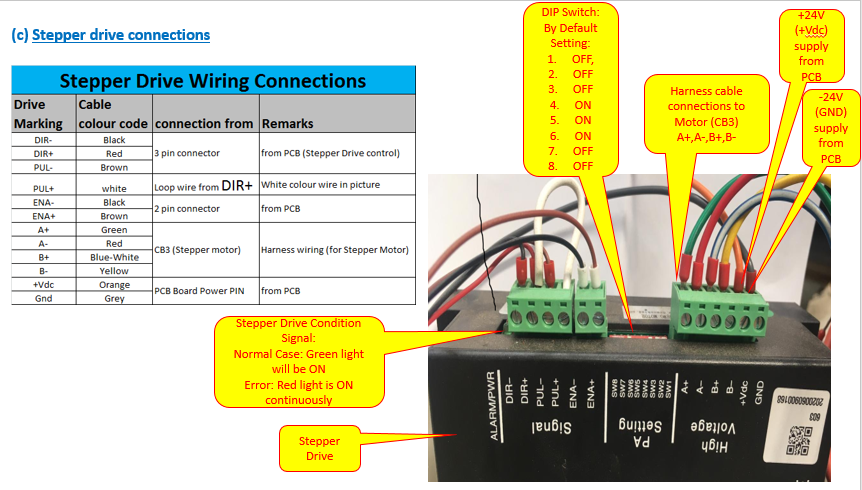 (c) Stepper drive connections
Stepper Drive Wiring Connections
Drive Marking | Cable colour code | connection from | Remarks
DIR- | Black | 3 pin connector | from PCB (Stepper Drive control)
DIR+ | Red
PUL- | Brown
PUL+ | white | Loop wire from DIR+ | White colour wire in picture
ENA- | Black | 2 pin connector | from PCB
ENA+ | Brown
A+ | Green | CB3 (Stepper motor) | Harness wiring (for Stepper Motor)
A- | Red
B+ | Blue-White
B- | Yellow
+Vdc | Orange | PCB Board Power PIN | from PCB
Gnd | Grey
DIP Switch:
By Default
Setting:
1. OFF,
2. OFF
3. OFF
4. ON
5. ON
6. ON
7. OFF
8. OFF
Harness cable
connections to
Motor (CB3)
A+,A-,B+,B-
+24V
(+Vdc)
supply
from
PCB
-24V
(GND)
supply
from
PCB
Stepper Drive Condition
Signal:
Normal Case: Green light
will be ON
Error: Red light is ON
continuously
Stepper
Drive
ALARM/PWR
DIR-
DIR+
PUL-
PUL+
ENA-
ENA+
Signal
SW8
SW7
SW6
SW5
SW4
SW3
SW2
SW1
PA
Setting
A+
A-
B+
B-
+Vdc
GND
High
Voltage
603
2020060900168